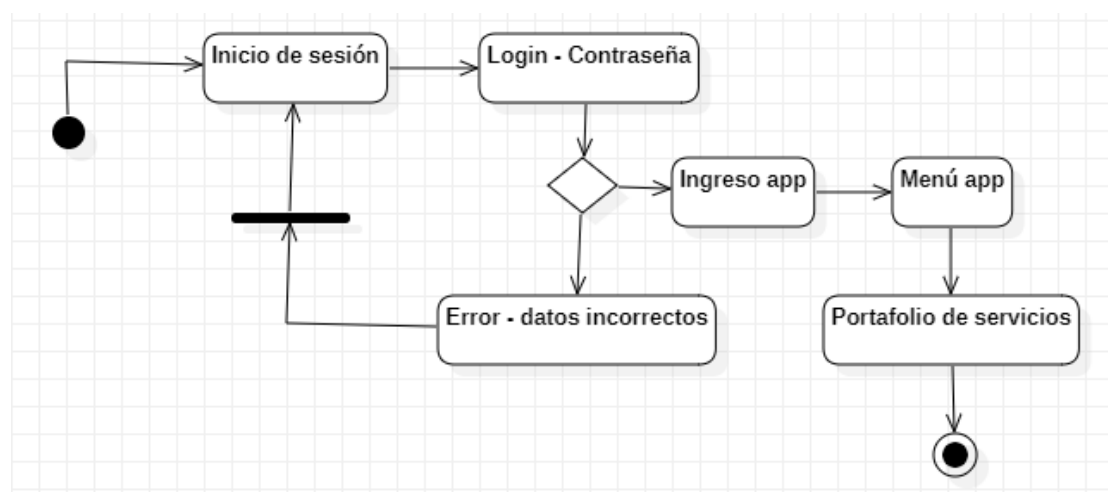 Inicio de sesión
Login - Contraseña
Ingreso app
Menú app
Error - datos incorrectos
Portafolio de servicios